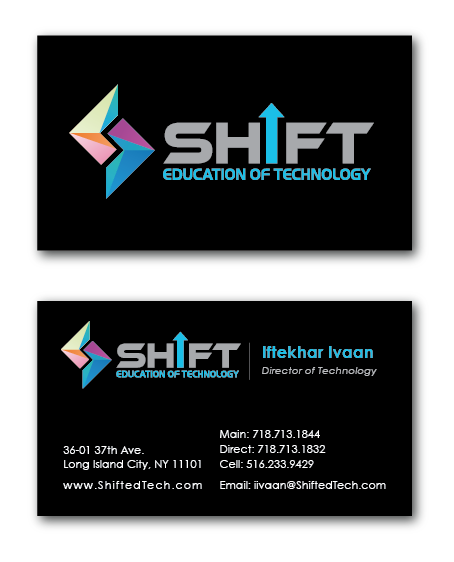 SHIFT
EDUCATION OF TECHNOLOGY
SHIFT
EDUCATION OF TECHNOLOGY
Iftekhar Ivaan
Director of Technology
36-01 37th Ave.
Long Island City, NY 11101
www.ShiftedTech.com
Main: 718.713.1844
Direct: 718.713.1832
Cell: 516.233.9429
Email: iivaan@ShiftedTech.com